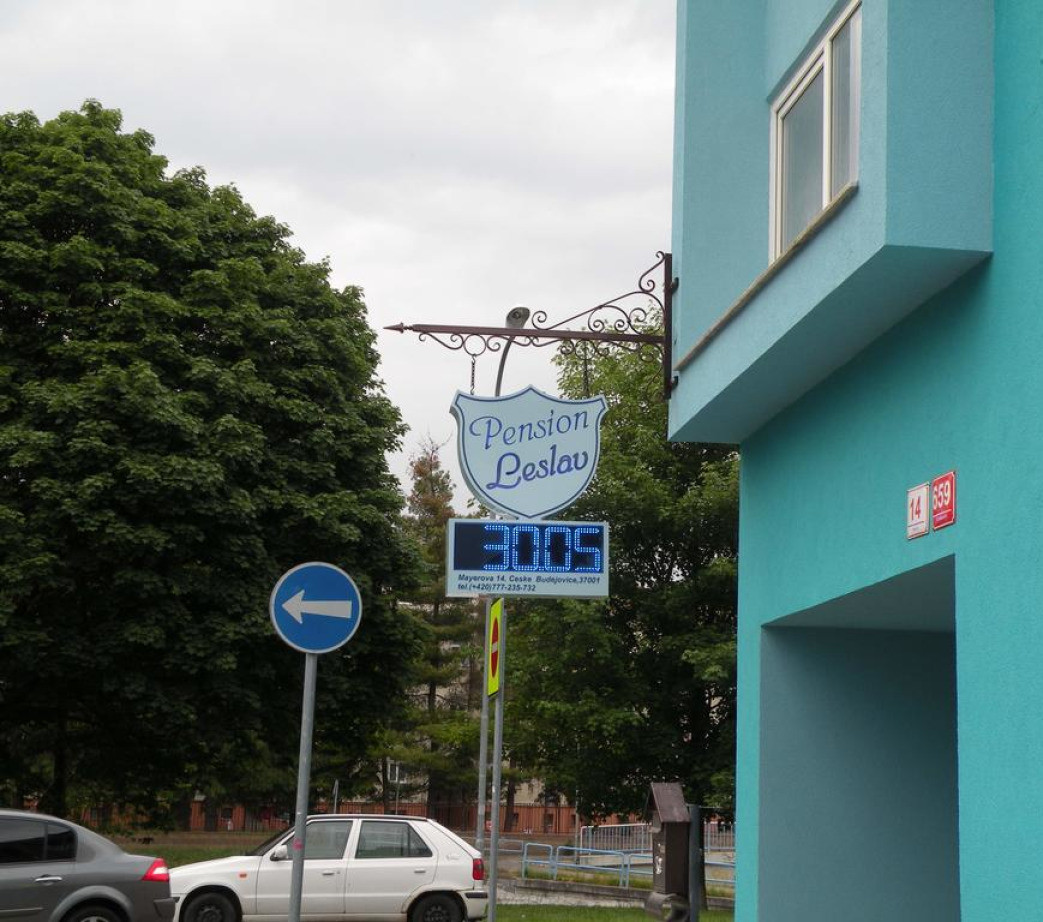 Pension
Leslav
30.05
Mayerova 14, Ceske Budejovice,37001
tel.(+420)777-235-732
14
659